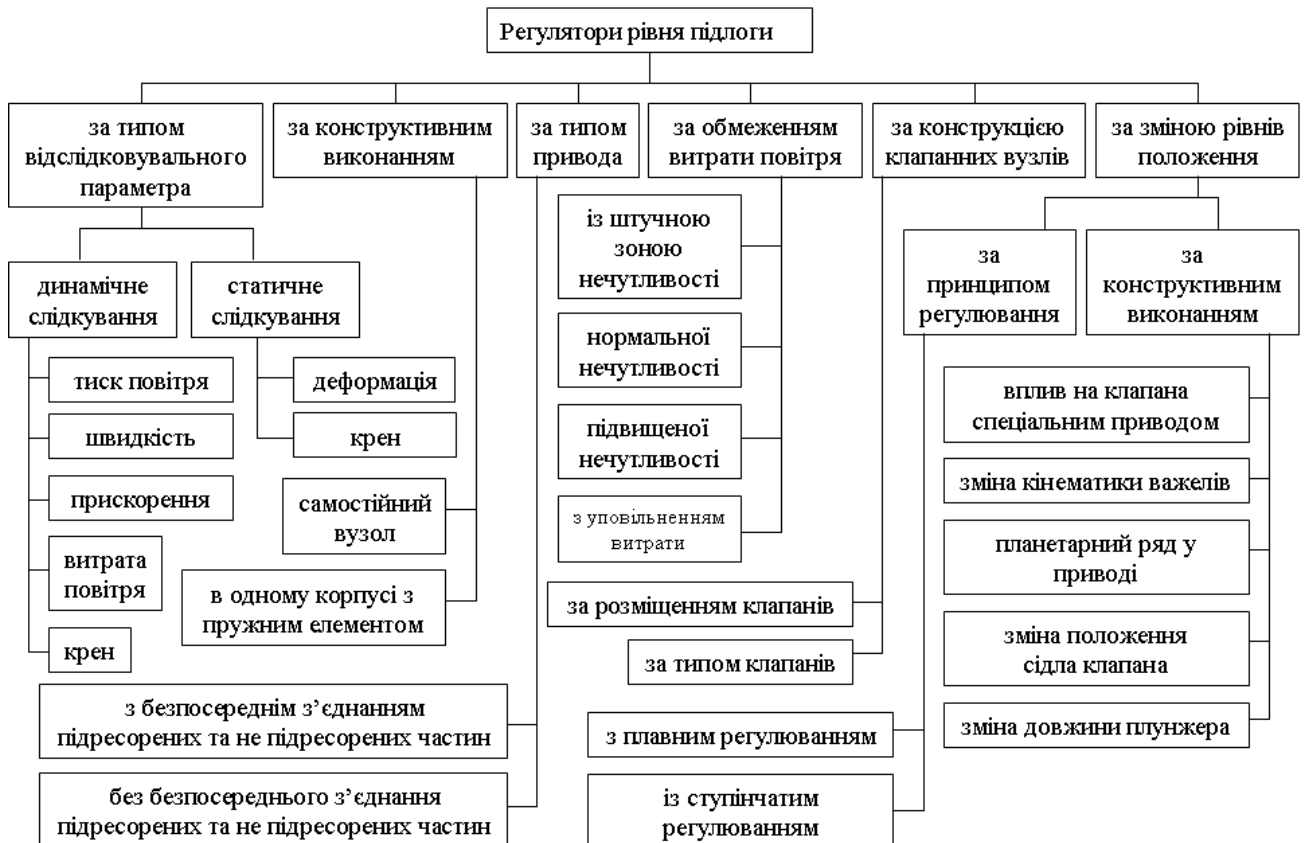 Регулятори рівня підлоги
за типом
відслідковувального
параметра
за конструктивним
виконанням
за типом
привода
за обмеженням
витрати повітря
за конструкцією
клапанних вузлів
за зміною рівнів
положення
динамічне
слідкування
статичне
слідкування
тиск повітря
швидкість
прискорення
витрата
повітря
крен
деформація
крен
самостійний
вузол
в одному корпусі з
пружним елементом
з безпосереднім з’єднанням
підресорених та не підресорених частин
без безпосереднього з’єднання
підресорених та не підресорених частин
із штучною
зоною
нечутливості
нормальної
нечутливості
підвищеної
нечутливості
з уповільненням
витрати
за розміщенням клапанів
за типом клапанів
за
принципом
регулювання
за
конструктивним
виконанням
з плавним регулюванням
із ступінчатим
регулюванням
вплив на клапана
спеціальним приводом
зміна кінематики важелів
планетарний ряд у
приводі
зміна положення
сідла клапана
зміна довжини плунжера